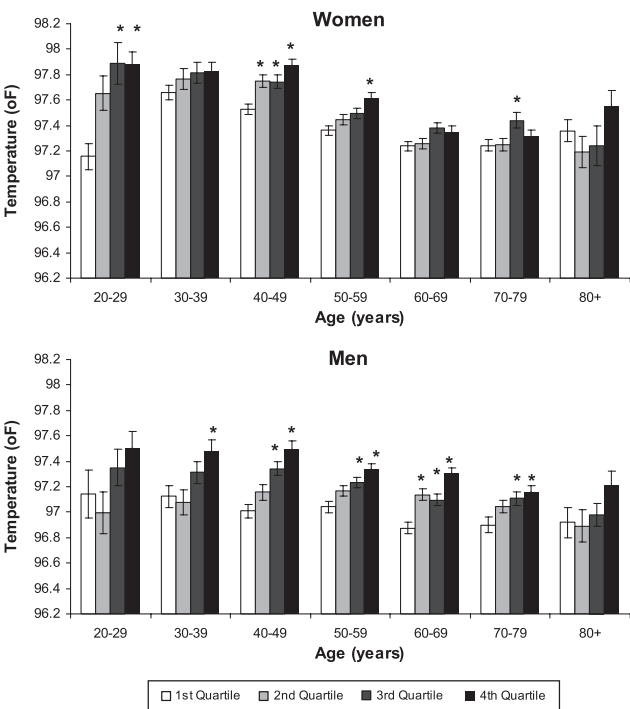 Women
98.2
98
97.8
97.6
97.4
97.2
97
96.8
96.6
96.4
96.2
Temperature (oF)
* * * * * * *
20-29 30-39 40-49 50-59 60-69 70-79 80+
Age (years)
Men
98.2
98
97.8
97.6
97.4
97.2
97
96.8
96.6
96.4
96.2
Temperature (oF)
* * * * * * * * * *
20-29 30-39 40-49 50-59 60-69 70-79 80+
Age (years)
1st Quartile 2nd Quartile 3rd Quartile 4th Quartile